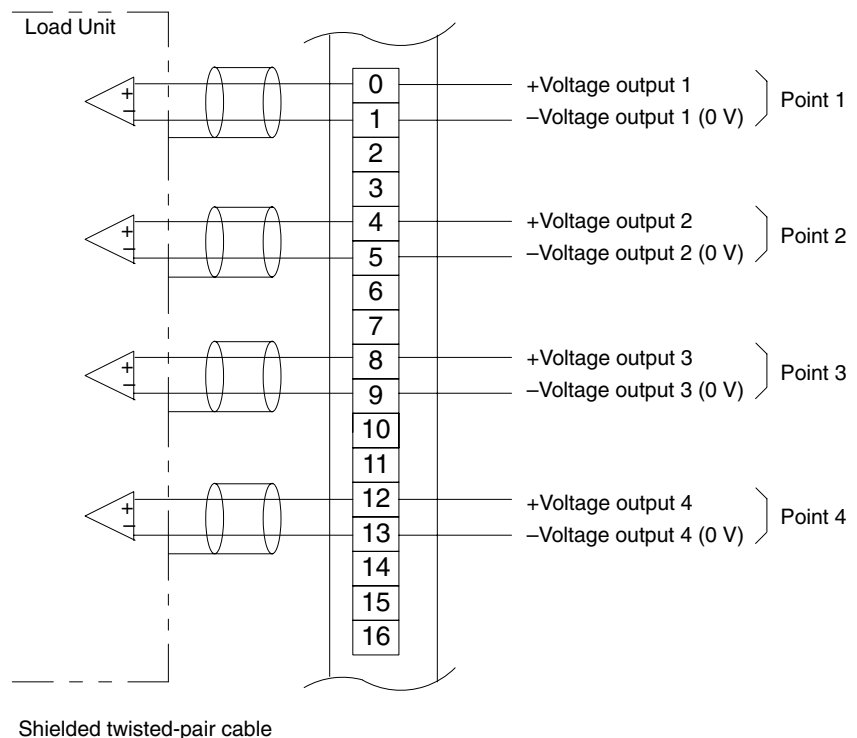 Load Unit
+
–
0 +Voltage output 1
1 –Voltage output 1 (0 V)
Point 1
2
3
+
–
4 +Voltage output 2
5 –Voltage output 2 (0 V)
Point 2
6
7
+
–
8 +Voltage output 3
9 –Voltage output 3 (0 V)
Point 3
10
11
+
–
12 +Voltage output 4
13 –Voltage output 4 (0 V)
Point 4
14
15
16
Shielded twisted-pair cable